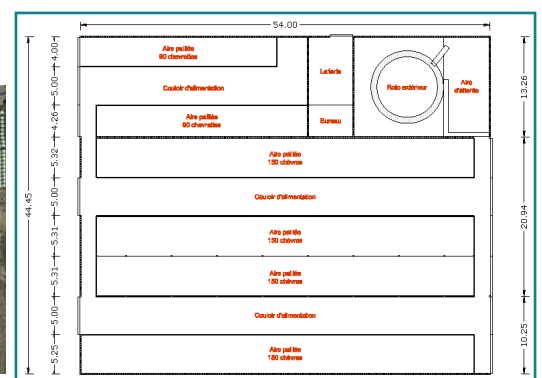 54.00
Aire paillée
80 chevrettes
4.00
Laiterie
Roto extérieur
Aire
d'attente
13.26
Couloir d'alimentation
5.00
Aire paillée
80 chevrettes
Bureau
4.26
Aire paillée
150 chèvres
5.32
Couloir d'alimentation
5.00
44.45
20.94
Aire paillée
150 chèvres
5.31
Aire paillée
150 chèvres
5.31
Couloir d'alimentation
5.00
10.25
Aire paillée
150 chèvres
5.25